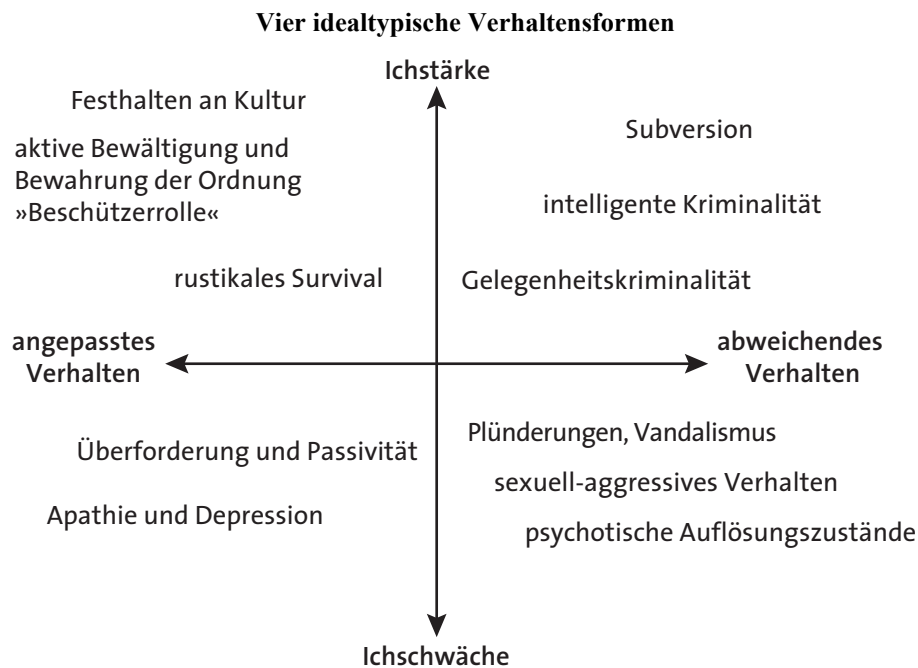 Vier idealtypische Verhaltensformen
Ichstärke
Festhalten an Kultur
aktive Bewältigung und
Bewahrung der Ordnung
»Beschützerrolle«
rustikales Survival
Subversion
intelligente Kriminalität
Gelegenheitskriminalität
angepasstes
Verhalten
abweichendes
Verhalten
Überforderung und Passivität
Apathie und Depression
Plünderungen, Vandalismus
sexuell-aggressives Verhalten
psychotische Auflösungszustände
Ichschwäche